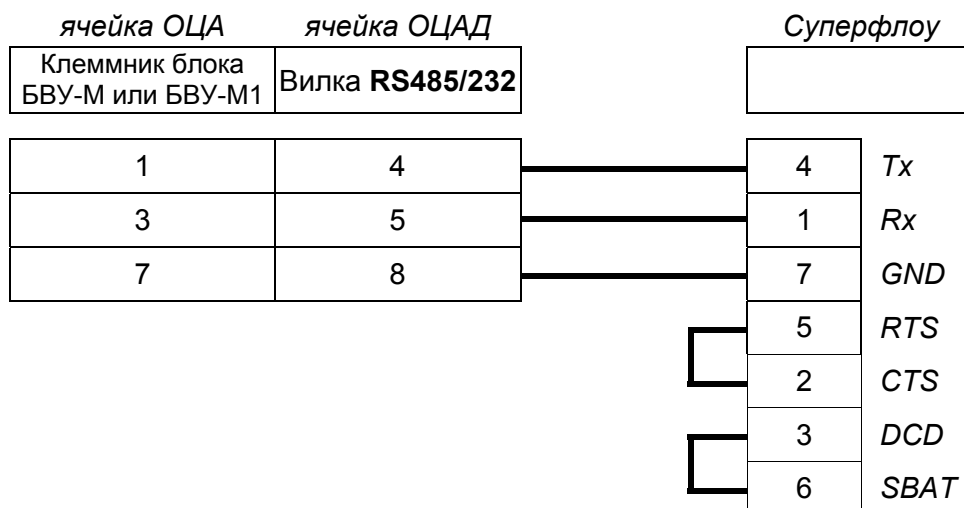 ячейка ОЦА ячейка ОЦАД Суперфлоу
Клеммник блока
БВУ-М или БВУ-М1
Вилка RS485/232
1 4 4 Tx
3 5 1 Rx
7 8 7 GND
5 RTS
2 CTS
3 DCD
6 SBAT